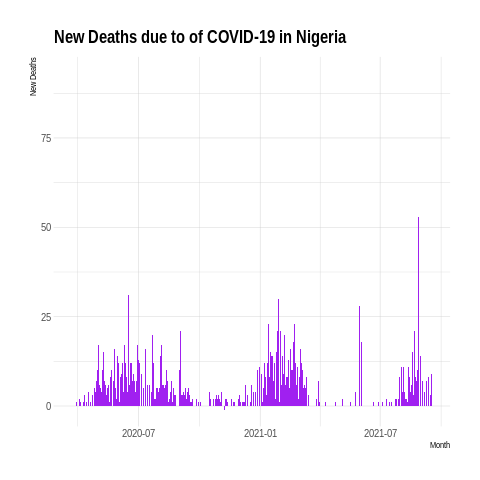 New Deaths due to of COVID-19 in Nigeria
New Deaths
75
50
25
0
2020-07
2021-01
2021-07
Month